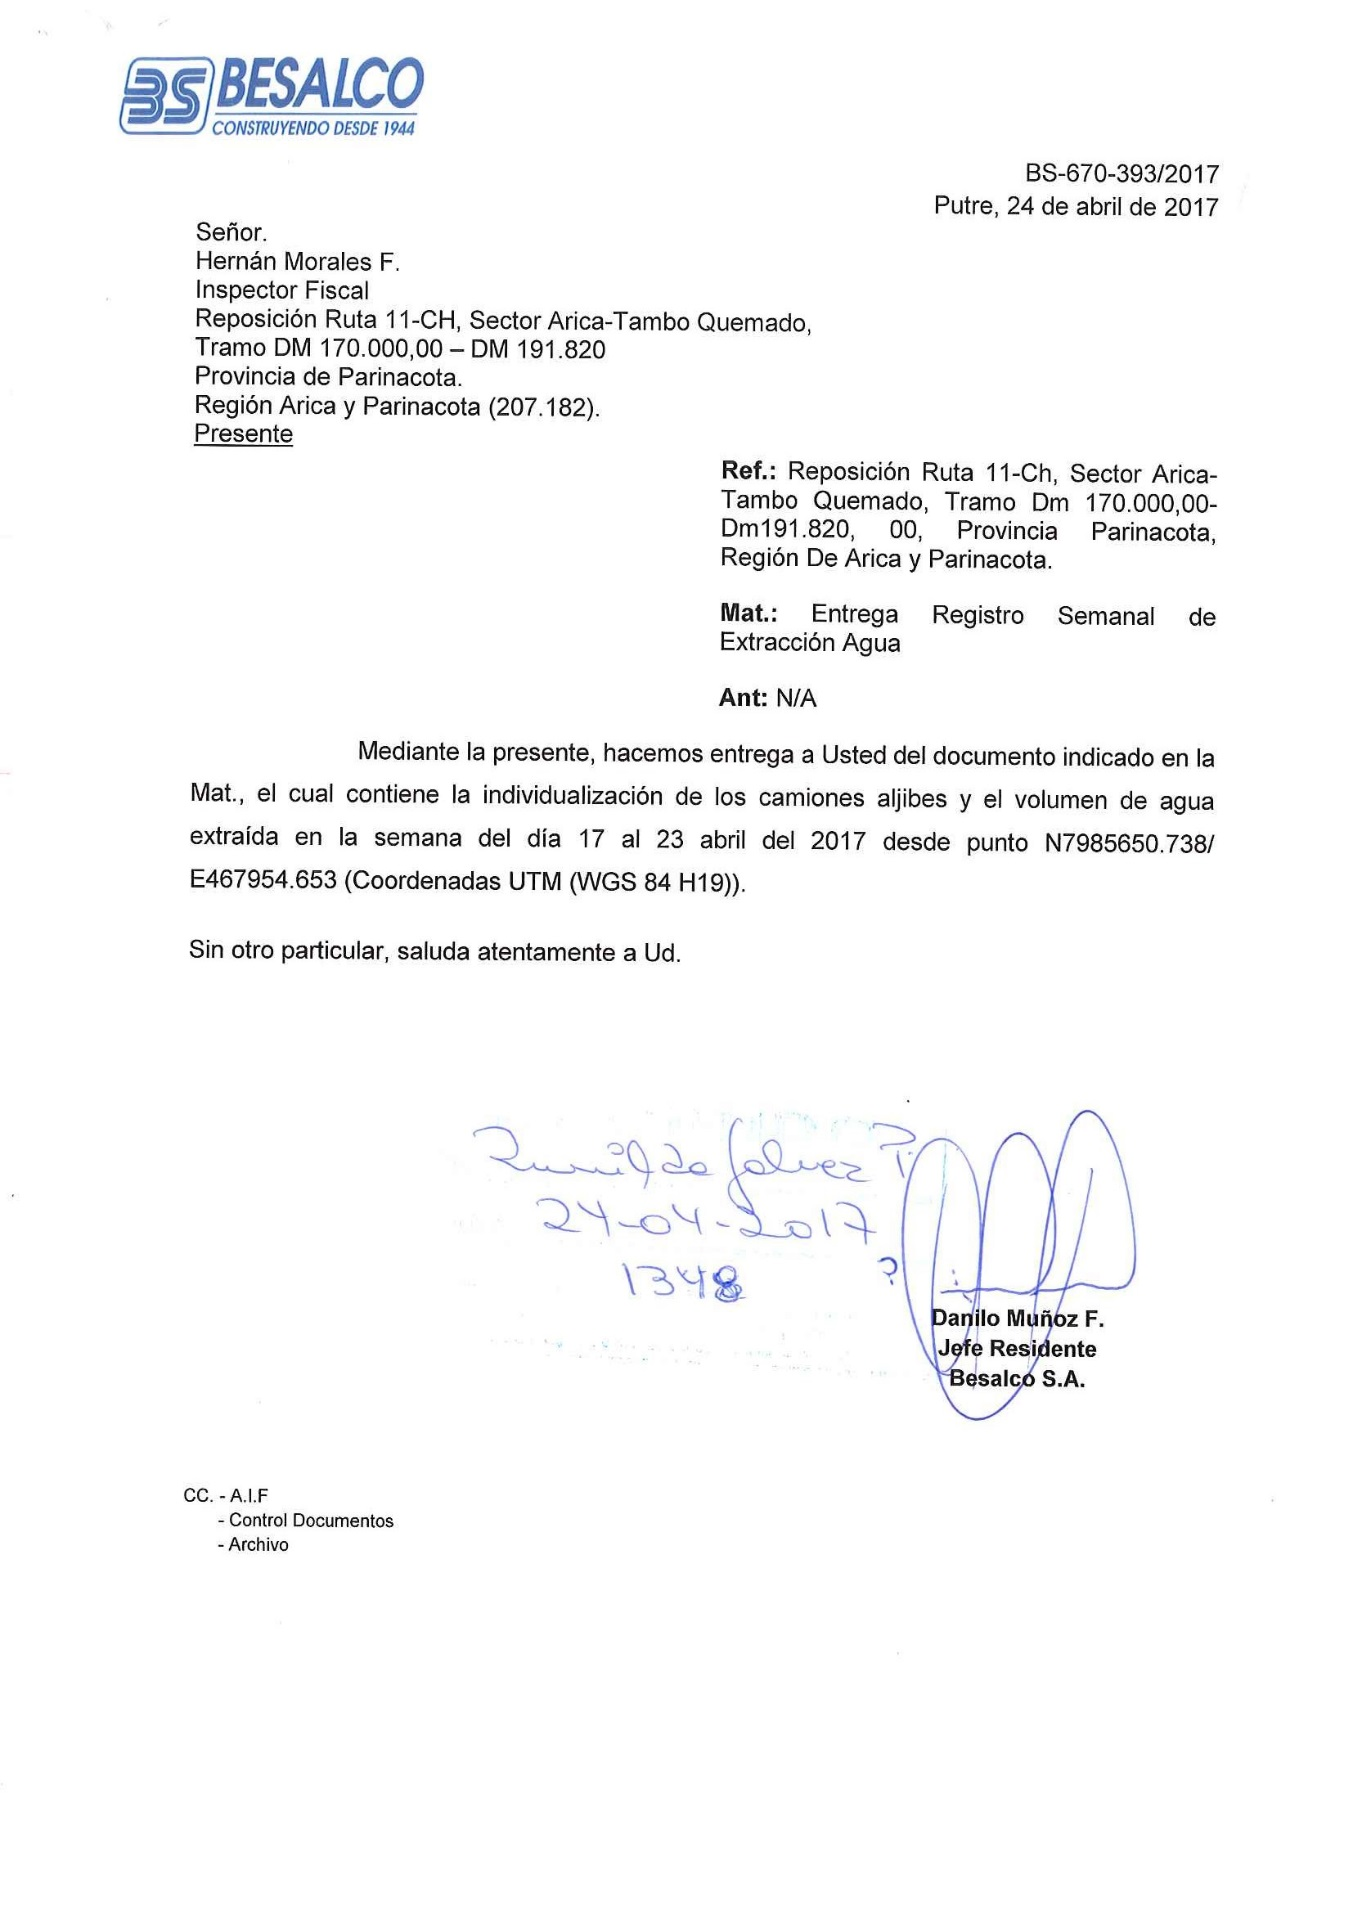 BS BESALCO
CONSTRUYENDO DESDE 1944
BS-670-393/2017
Putre, 24 de abril de 2017
Señor.
Hernán Morales F.
Inspector Fiscal
Reposición Ruta 11-CH, Sector Arica-Tambo Quemado,
Tramo DM 170.000,00 – DM 191.820
Provincia de Parinacota.
Región Arica y Parinacota (207.182).
Presente
Ref.: Reposición Ruta 11-Ch, Sector Arica-
Tambo Quemado, Tramo Dm 170.000,00-
Dm191.820, 00, Provincia Parinacota,
Región De Arica y Parinacota.
Mat.: Entrega Registro Semanal de
Extracción Agua
Ant: N/A
Mediante la presente, hacemos entrega a Usted del documento indicado en la
Mat., el cual contiene la individualización de los camiones aljibes y el volumen de agua
extraída en la semana del día 17 al 23 abril del 2017 desde punto N7985650.738/
E467954.653 (Coordenadas UTM (WGS 84 H19)).
Sin otro particular, saluda atentamente a Ud.
24-04-2017
1348
Danilo Muñoz F.
Jefe Residente
Besalco S.A.
CC. - A.I.F
- Control Documentos
- Archivo